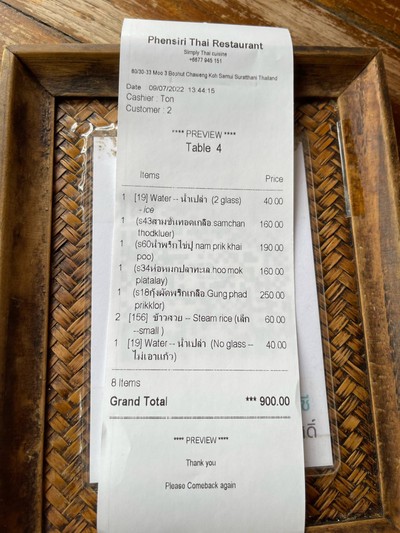 Phensiri Thai Restaurant
Simply Thai cuisine
+6677 945 151
80/30-33 Moo 3 Boput Chaweng Koh Samui Suratthani Thailand
Date 09/07/2022 13:44:15
Cashier : Ton
Customer : 2
**** PREVIEW ****
Table 4
Items Price
1 [19] Water -- น้ำเปล่า (2 glass) 40.00
- ice
1 (s43สามชั้นทอดเกลือ samchan 160.00
thodkluer)
1 (s60น้ำพริกไข่ปู nam prik khai 190.00
poo)
1 (s34ห่อหมกปลาทะเล hoo mok 160.00
platalay)
1 (s18กุ้งผัดพริกเกลือ Gung phad 250.00
prikklor)
2 [156] ข้าวสวย -- Steam rice (เล็ก 60.00
--small )
1 [19] Water -- น้ำเปล่า (No glass -- 40.00
ไม่เอาแก้ว)
8 Items
Grand Total *** 900.00
**** PREVIEW ****
Thank you
Please Comeback again